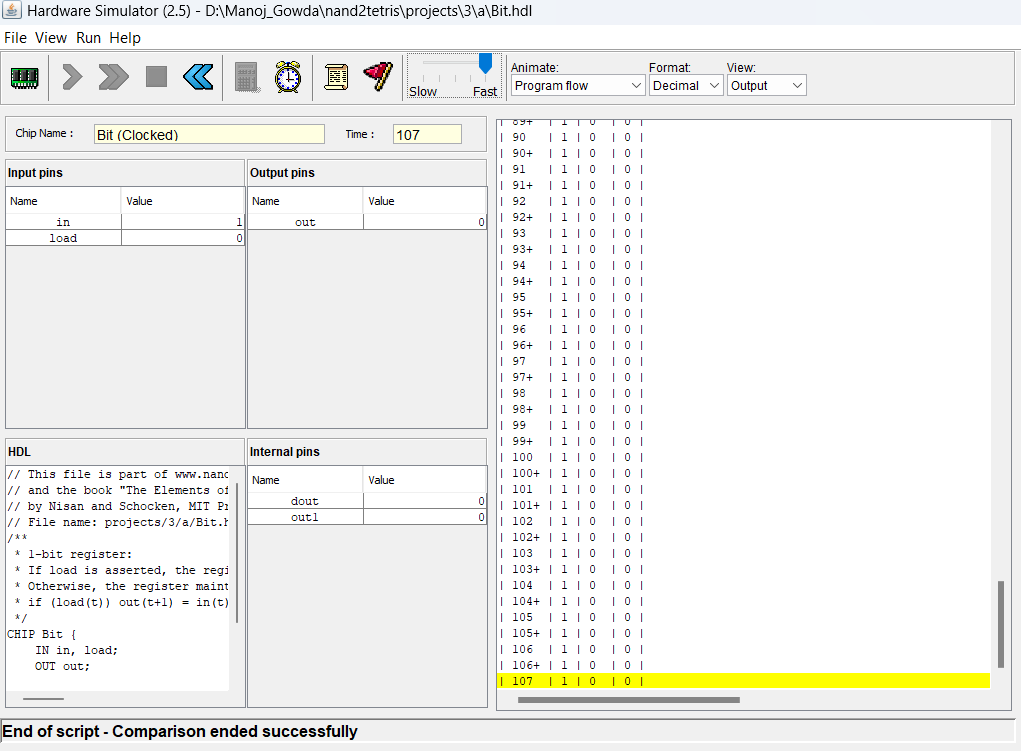 Hardware Simulator (2.5) - D:\Manoj_Gowda\nand2tetris\projects\3\a\Bit.hdl
File View Run Help
Slow Fast
Animate: Format: View:
Program flow Decimal Output
Chip Name : Bit (Clocked) Time : 107
Input pins
Name Value
in 1
load 0
Output pins
Name Value
out 0
HDL
// This file is part of www.nand
// and the book "The Elements of
// by Nisan and Schocken, MIT Pr
// File name: projects/3/a/Bit.h
/**
* 1-bit register:
* If load is asserted, the regi
* Otherwise, the register maint
* if (load(t)) out(t+1) = in(t)
*/
CHIP Bit {
IN in, load;
OUT out;
Internal pins
Name Value
dout 0
out1 0
| 89+ | 1 | 0 | 0 |
| 90 | 1 | 0 | 0 |
| 90+ | 1 | 0 | 0 |
| 91 | 1 | 0 | 0 |
| 91+ | 1 | 0 | 0 |
| 92 | 1 | 0 | 0 |
| 92+ | 1 | 0 | 0 |
| 93 | 1 | 0 | 0 |
| 93+ | 1 | 0 | 0 |
| 94 | 1 | 0 | 0 |
| 94+ | 1 | 0 | 0 |
| 95 | 1 | 0 | 0 |
| 95+ | 1 | 0 | 0 |
| 96 | 1 | 0 | 0 |
| 96+ | 1 | 0 | 0 |
| 97 | 1 | 0 | 0 |
| 97+ | 1 | 0 | 0 |
| 98 | 1 | 0 | 0 |
| 98+ | 1 | 0 | 0 |
| 99 | 1 | 0 | 0 |
| 99+ | 1 | 0 | 0 |
| 100 | 1 | 0 | 0 |
| 100+ | 1 | 0 | 0 |
| 101 | 1 | 0 | 0 |
| 101+ | 1 | 0 | 0 |
| 102 | 1 | 0 | 0 |
| 102+ | 1 | 0 | 0 |
| 103 | 1 | 0 | 0 |
| 103+ | 1 | 0 | 0 |
| 104 | 1 | 0 | 0 |
| 104+ | 1 | 0 | 0 |
| 105 | 1 | 0 | 0 |
| 105+ | 1 | 0 | 0 |
| 106 | 1 | 0 | 0 |
| 106+ | 1 | 0 | 0 |
| 107 | 1 | 0 | 0 |
End of script - Comparison ended successfully